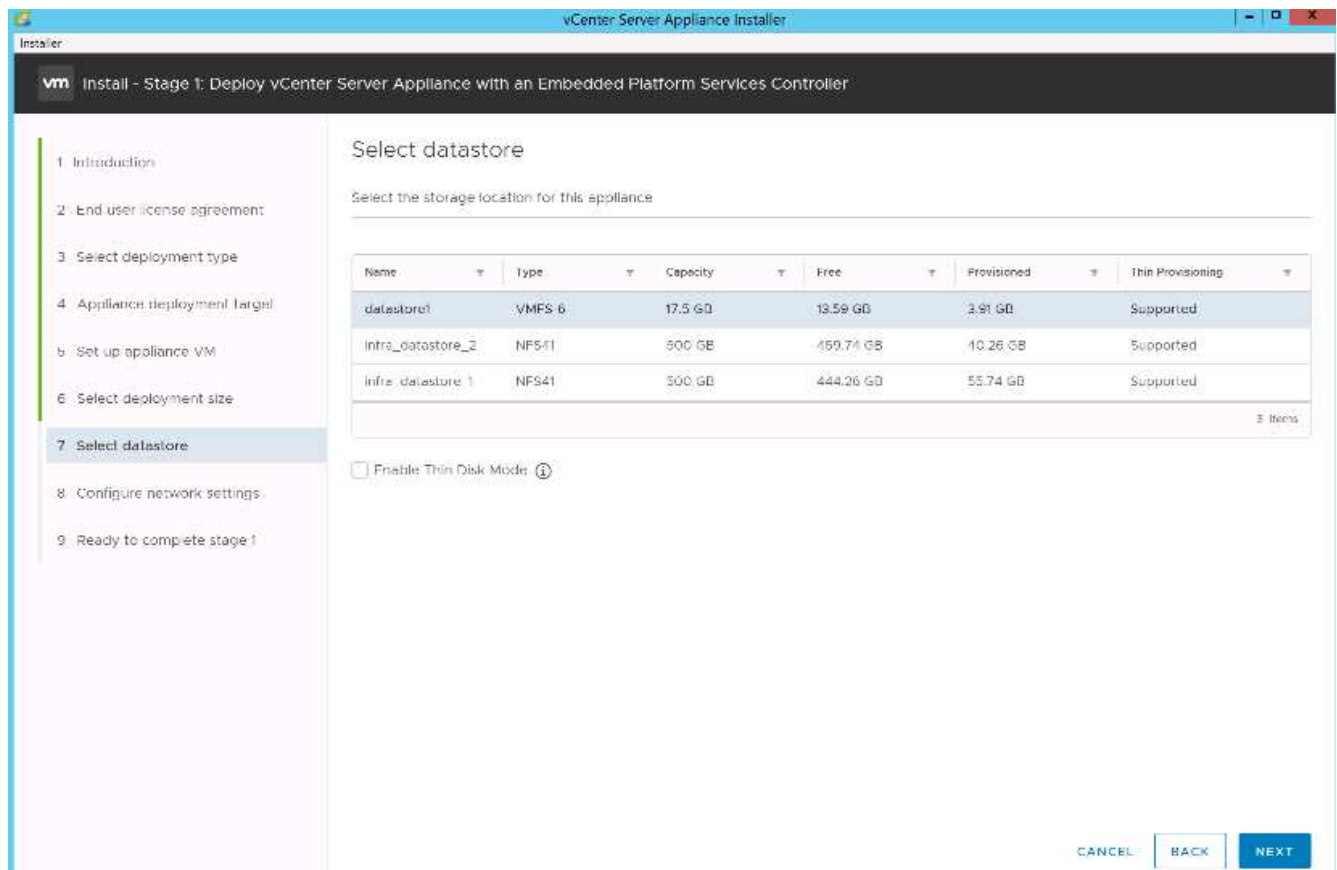 vCenter Server Appliance Installer
Installer
vm Install - Stage 1: Deploy vCenter Server Appliance with an Embedded Platform Services Controller
1 Introduction
2 End user license agreement
3 Select deployment type
4 Appliance deployment target
5 Set up appliance VM
6 Select deployment size
7 Select datastore
8 Configure network settings
9 Ready to complete stage 1
Select datastore
Select the storage location for this appliance
Name Type Capacity Free Provisioned Thin Provisioning
datastore1 VMFS-6 17.5 GB 13.59 GB 3.91 GB Supported
infra_datastore_2 NFS41 500 GB 459.74 GB 40.26 GB Supported
infra_datastore_1 NFS41 500 GB 444.26 GB 55.74 GB Supported
3 items
Enable Thin Disk Mode
CANCEL BACK NEXT